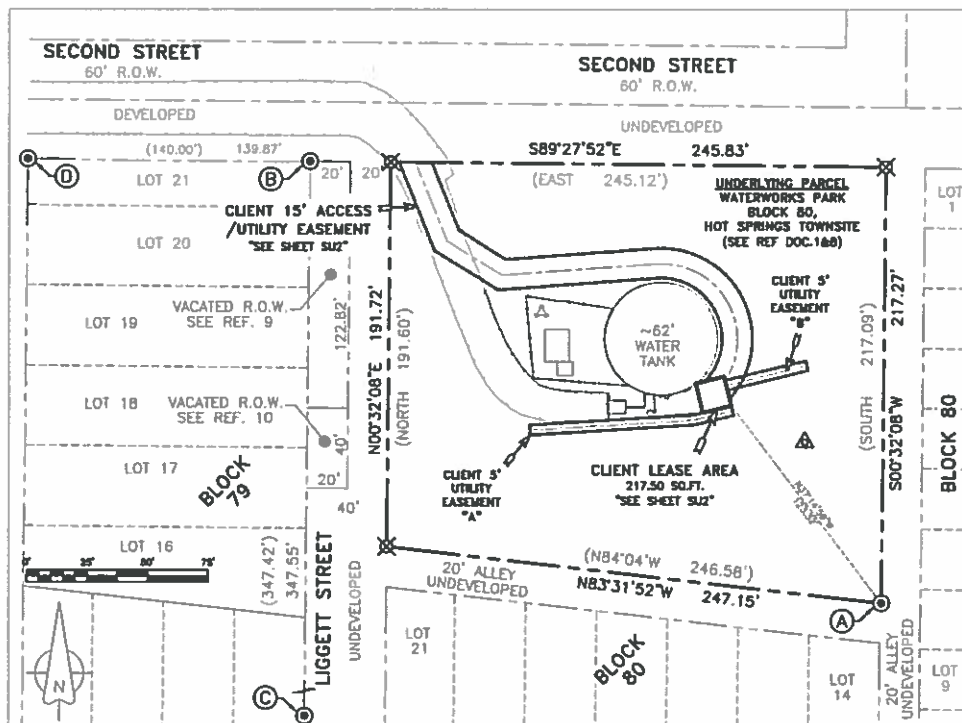 SECOND STREET
60' R.O.W.
SECOND STREET
60' R.O.W.
DEVELOPED
UNDEVELOPED
(140.00') 139.87'
S89°27'52"E 245.83'
(EAST 245.12')
D
B
LOT 21
20'
20'
CLIENT 15' ACCESS
/UTILITY EASEMENT
"SEE SHEET SU2"
UNDERLYING PARCEL
WATERWORKS PARK
BLOCK 80,
HOT SPRINGS TOWNSITE
(SEE REF DOC.1&8)
LOT
1
LOT 20
VACATED R.O.W.
SEE REF. 9
LOT 19
122.82'
N00°32'08"E 191.72'
(NORTH 191.60')
~62'
WATER
TANK
CLIENT 5'
UTILITY
EASEMENT
"B"
(SOUTH 217.09')
S00°32'08"W 217.27'
BLOCK 80
LOT 18
VACATED R.O.W.
SEE REF. 10
40'
20'
40'
LOT 17
BLOCK
79
CLIENT 5'
UTILITY
EASEMENT
"A"
CLIENT LEASE AREA
217.50 SQ.FT.
"SEE SHEET SU2"
LOT 16
0' 25' 50' 75'
(347.42')
347.55'
LIGGETT STREET
UNDEVELOPED
20' ALLEY
UNDEVELOPED
(N84°04'W 246.58')
N83°31'52"W 247.15'
A
LOT
21
BLOCK
80
LOT
14
20' ALLEY
UNDEVELOPED
LOT
9
N
C